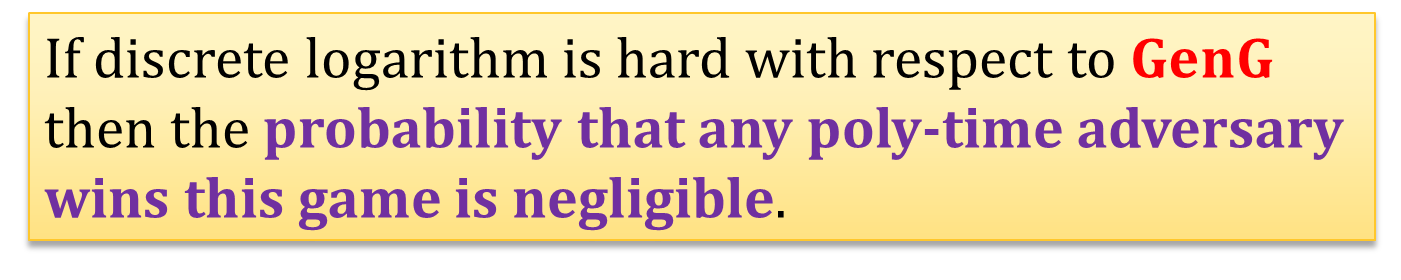 If discrete logarithm is hard with respect to GenG
then the probability that any poly-time adversary
wins this game is negligible.